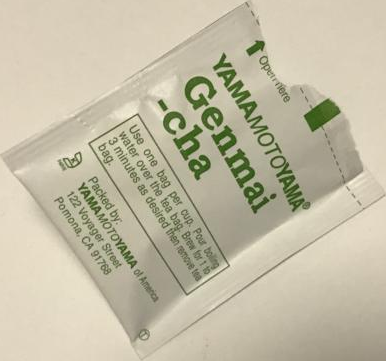 Open here
YAMAMOTOYAMA®
Genmai
-cha
Use one bag per cup. Pour boiling
water over the tea bag. Brew for 1 to
3 minutes as desired then remove tea
bag.
Packed by:
YAMAMOTOYAMA of America
122 Voyager Street
Pomona, CA 91768